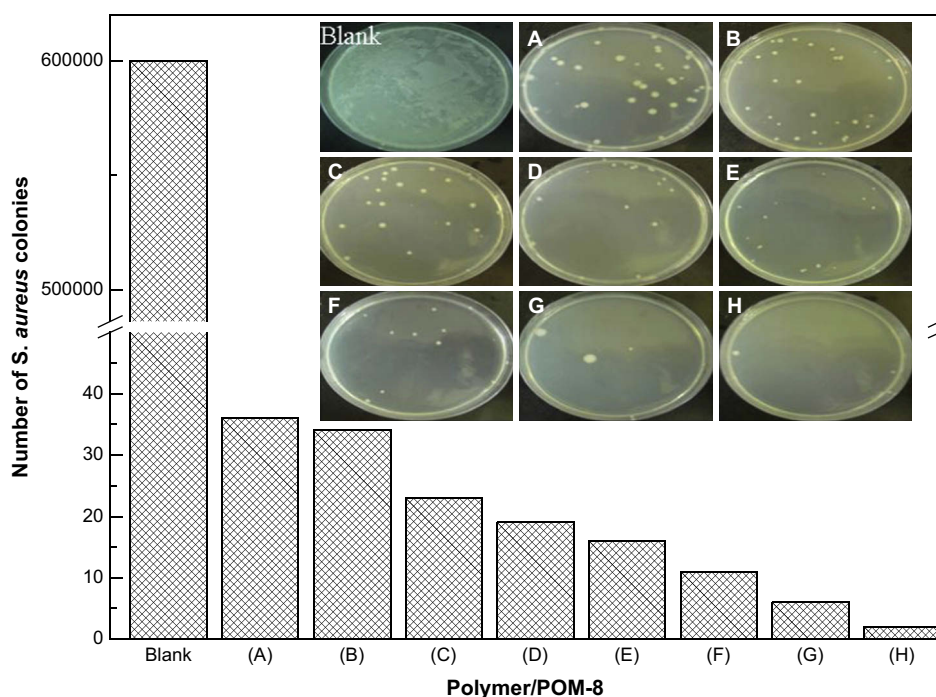 Number of S. aureus colonies
600000
500000
40
30
20
10
0
Blank
A
B
C
D
E
F
G
H
Blank
(A)
(B)
(C)
(D)
(E)
(F)
(G)
(H)
Polymer/POM-8